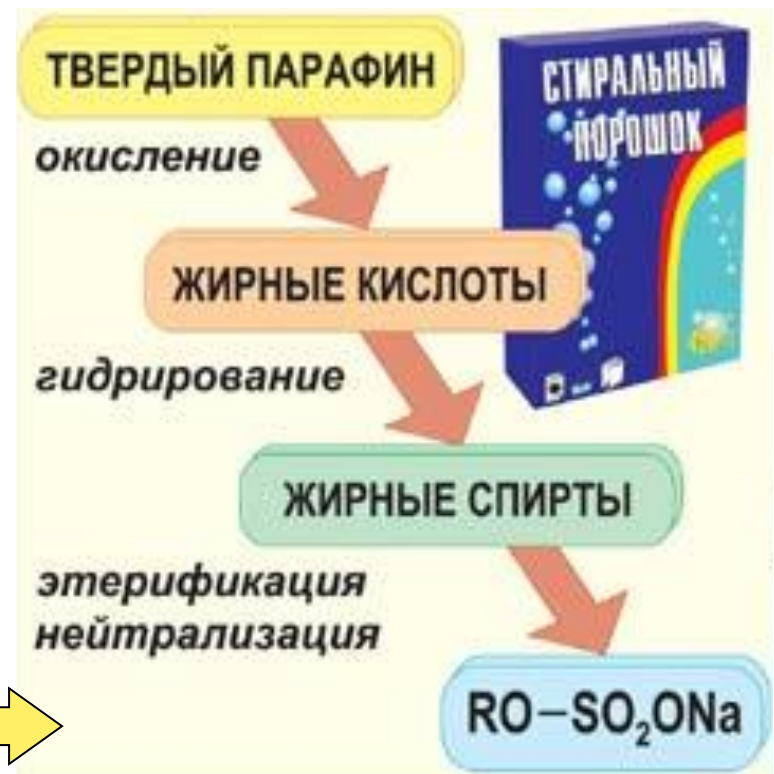 ТВЕРДЫЙ ПАРАФИН
СТИРАЛЬНЫЙ
ПОРОШОК
окисление
ЖИРНЫЕ КИСЛОТЫ
гидрирование
ЖИРНЫЕ СПИРТЫ
этерификация
нейтрализация
RO–SO₂ONa